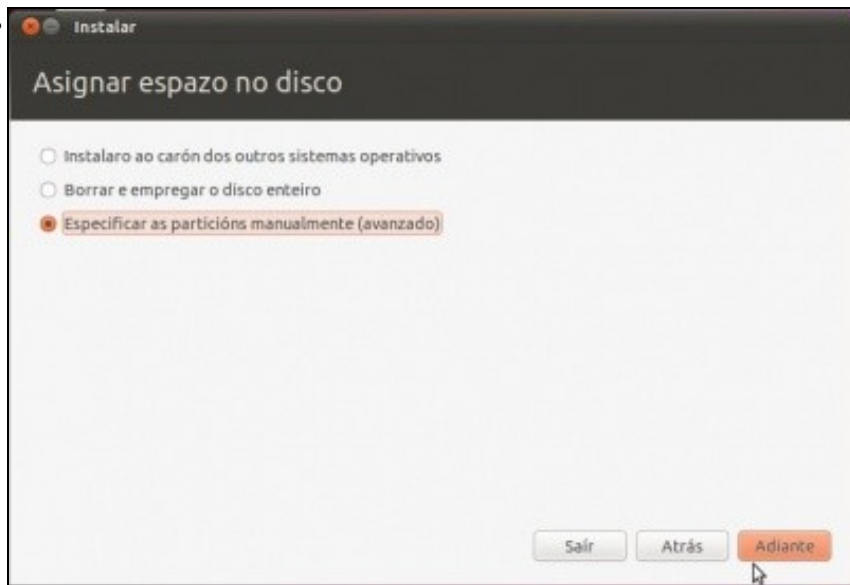 Instalar
Asignar espazo no disco
Instalaro ao carón dos outros sistemas operativos
Borrar e empregar o disco enteiro
Especificar as particións manualmente (avanzado)
Saír Atrás Adiante